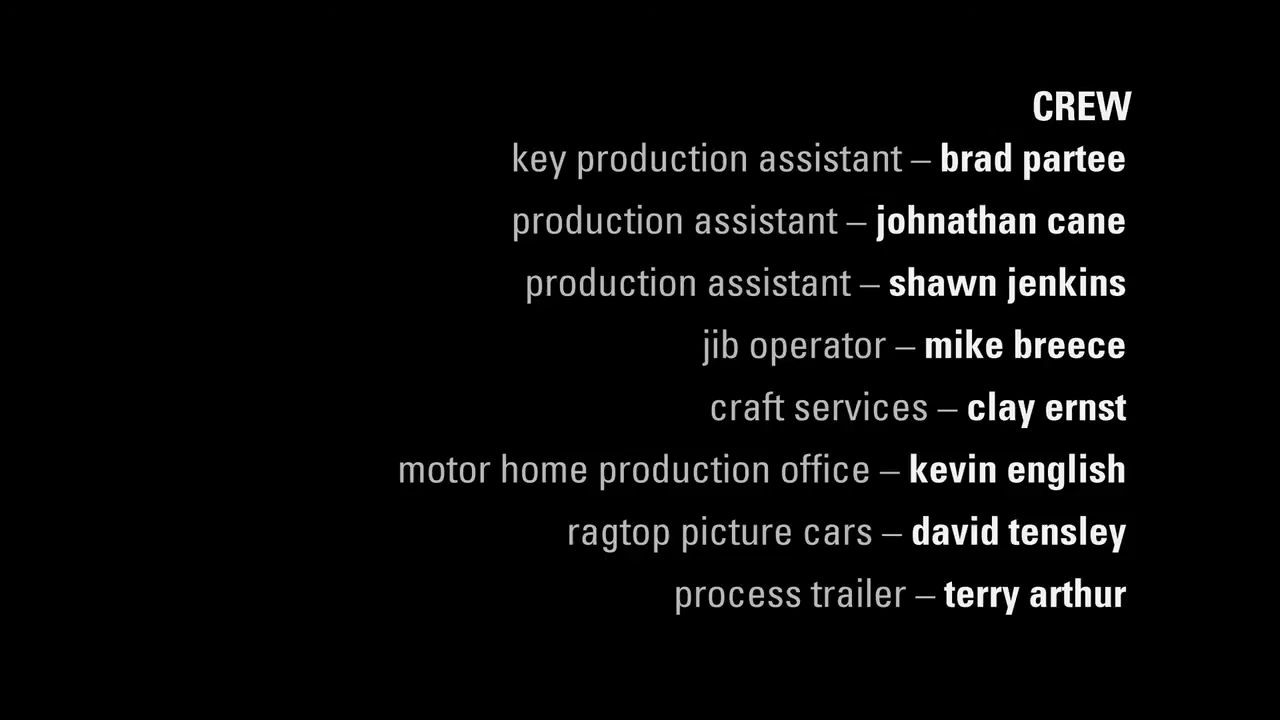 CREW
key production assistant – brad partee
production assistant – johnathan cane
production assistant – shawn jenkins
jib operator – mike breece
craft services – clay ernst
motor home production office – kevin english
ragtop picture cars – david tensley
process trailer – terry arthur